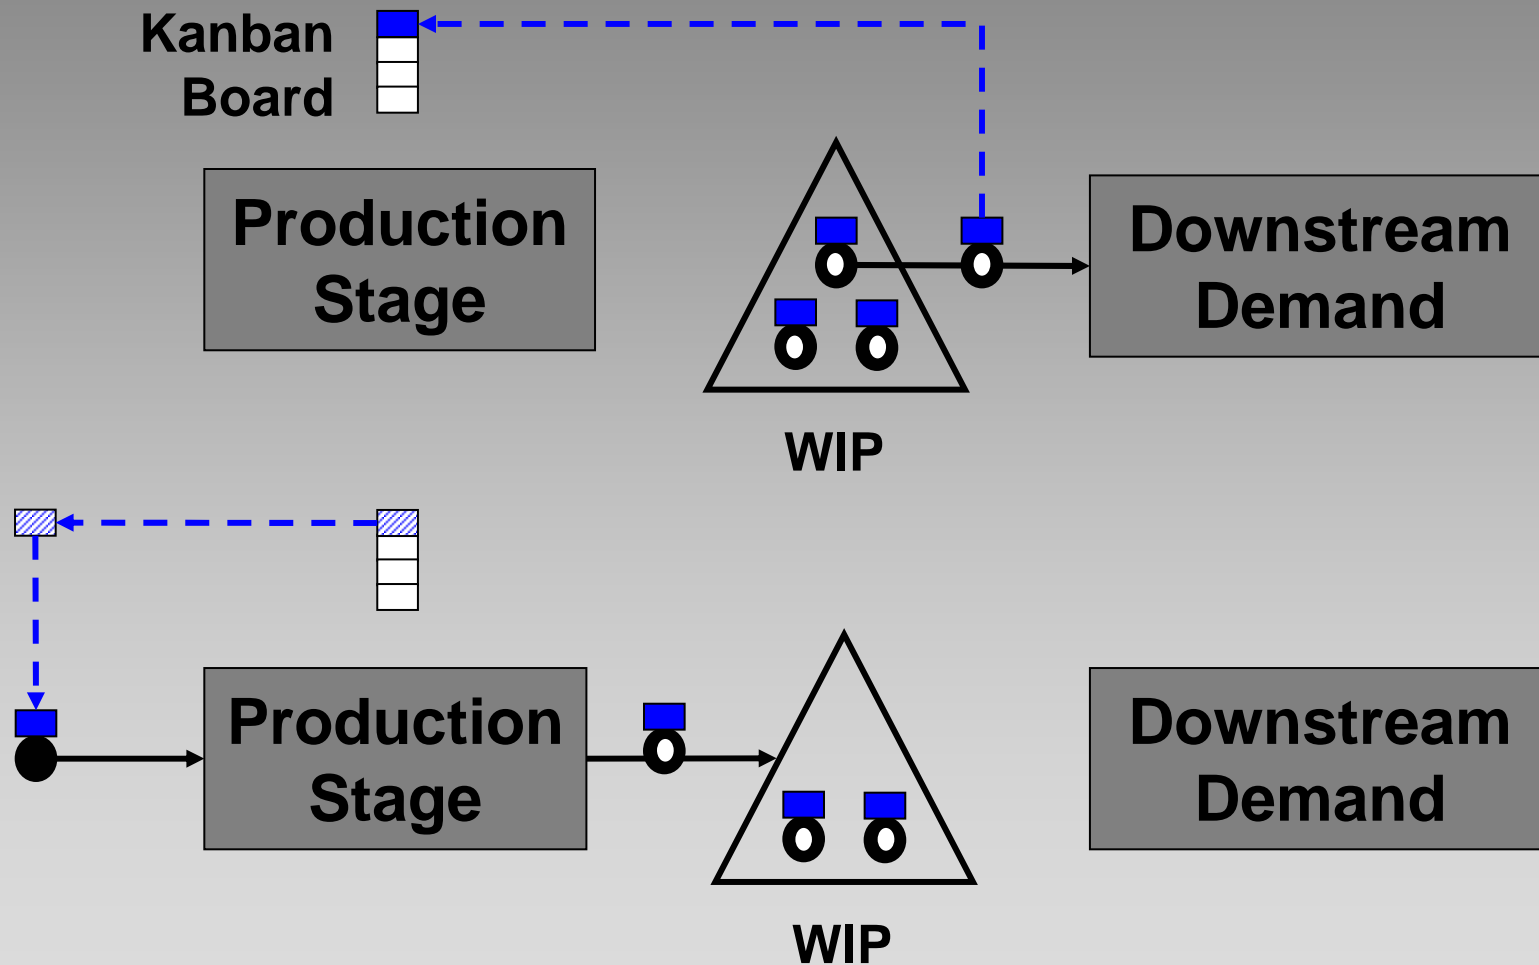 Kanban
Board
Production
Stage
Downstream
Demand
WIP
Production
Stage
Downstream
Demand
WIP